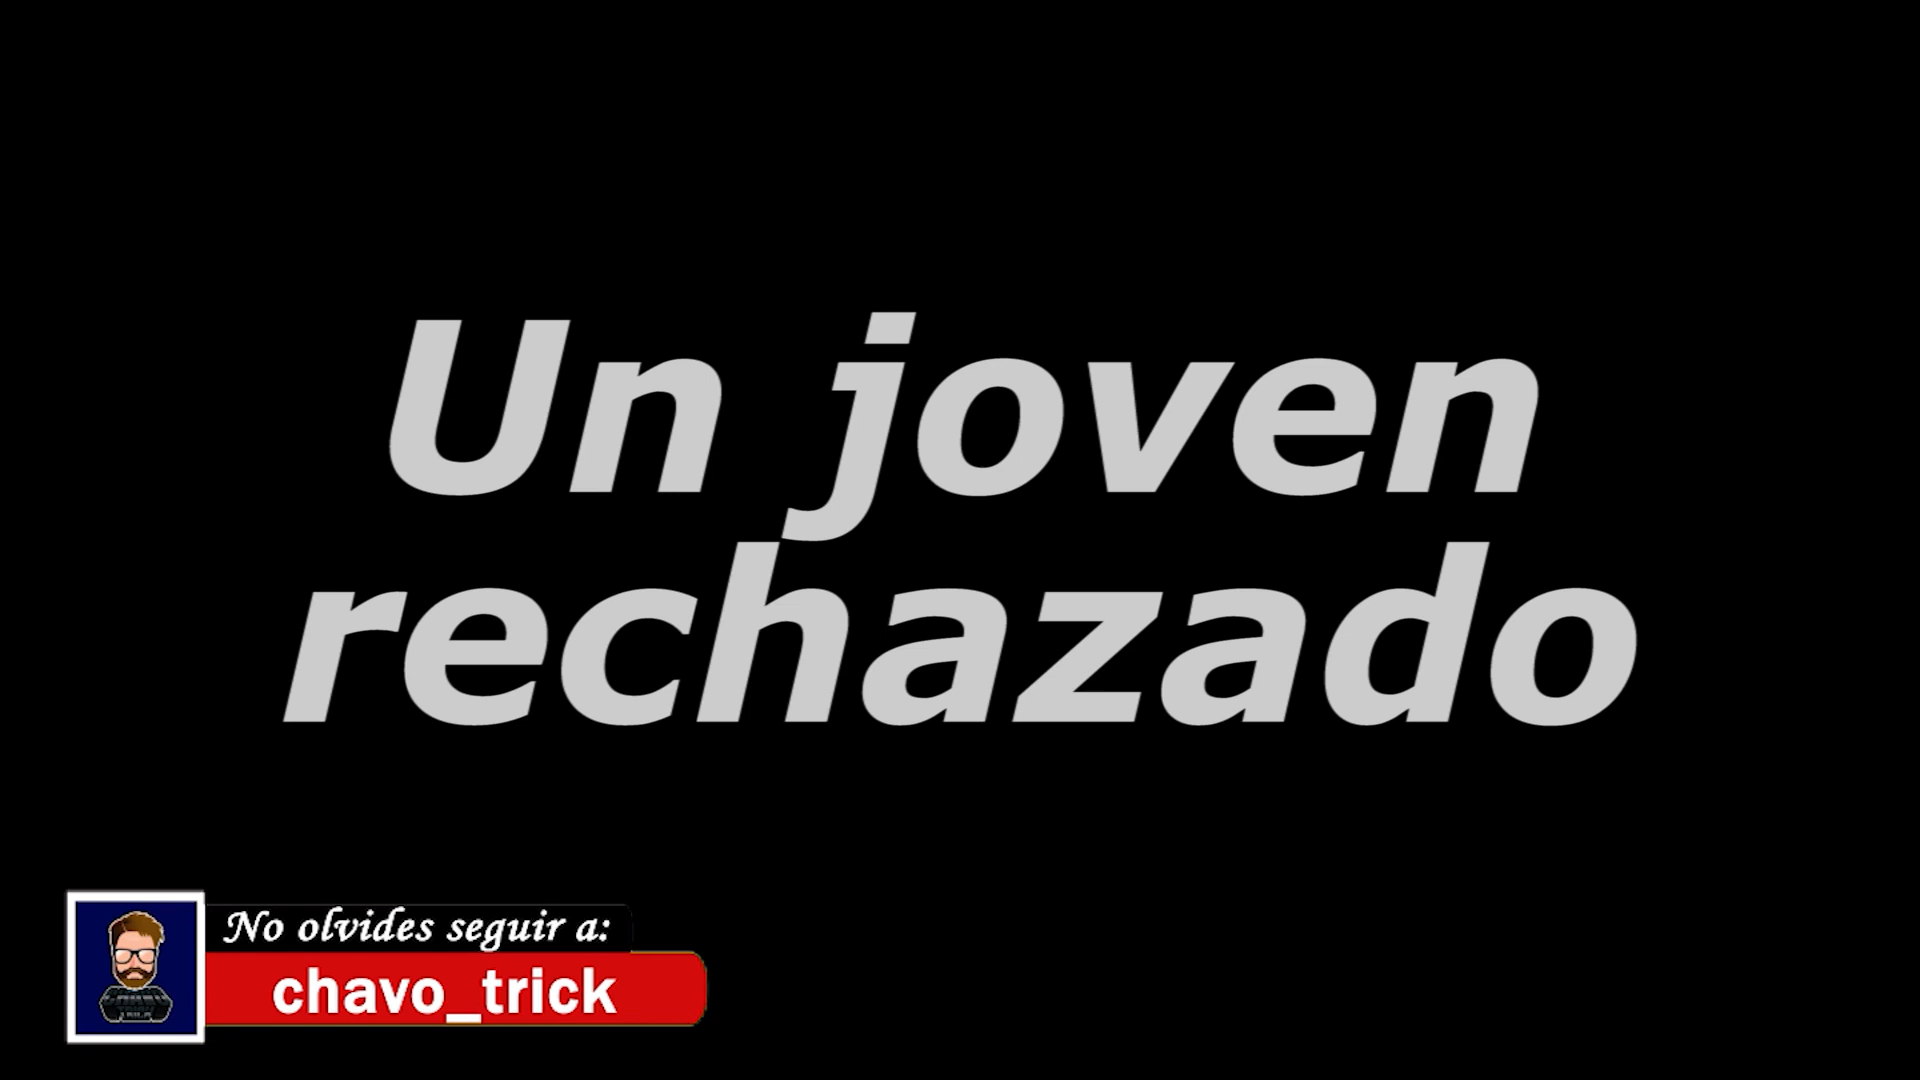 Un joven
rechazado
No olvides seguir a:
chavo_trick